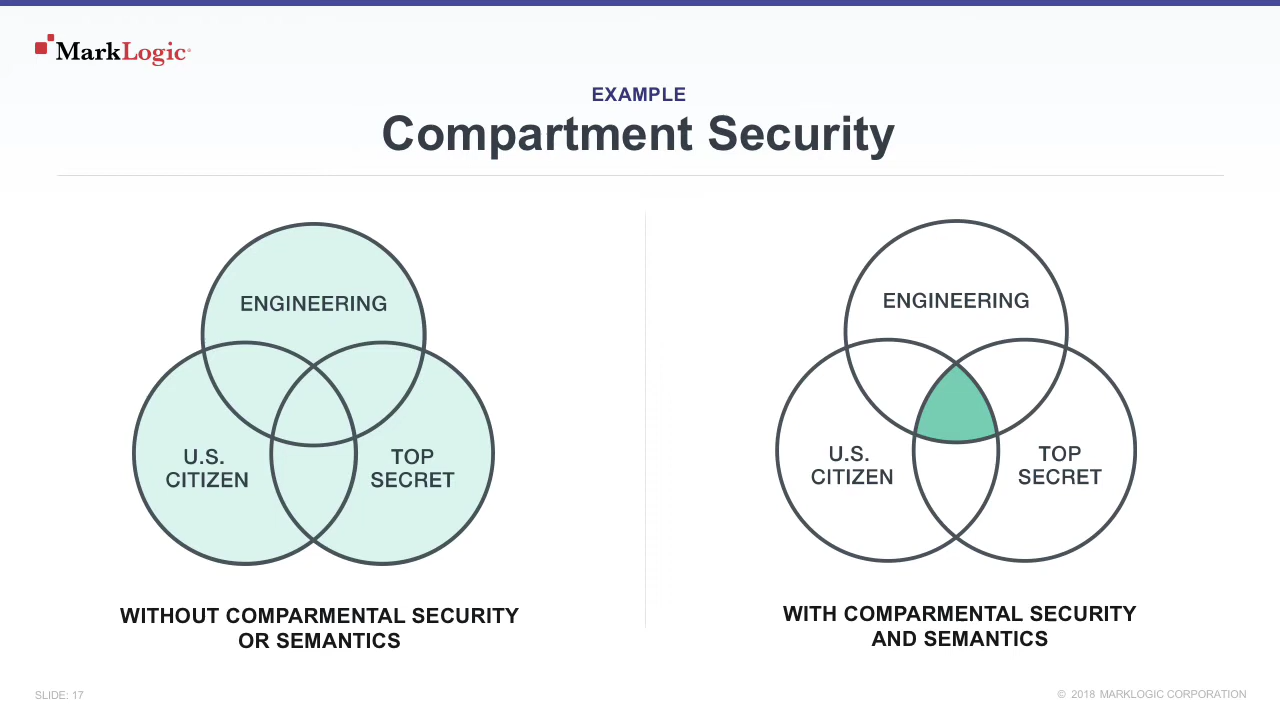 MarkLogic
EXAMPLE
Compartment Security
ENGINEERING
U.S.
CITIZEN
TOP
SECRET
WITHOUT COMPARMENTAL SECURITY
OR SEMANTICS
ENGINEERING
U.S.
CITIZEN
TOP
SECRET
WITH COMPARMENTAL SECURITY
AND SEMANTICS
SLIDE: 17
© 2018 MARKLOGIC CORPORATION